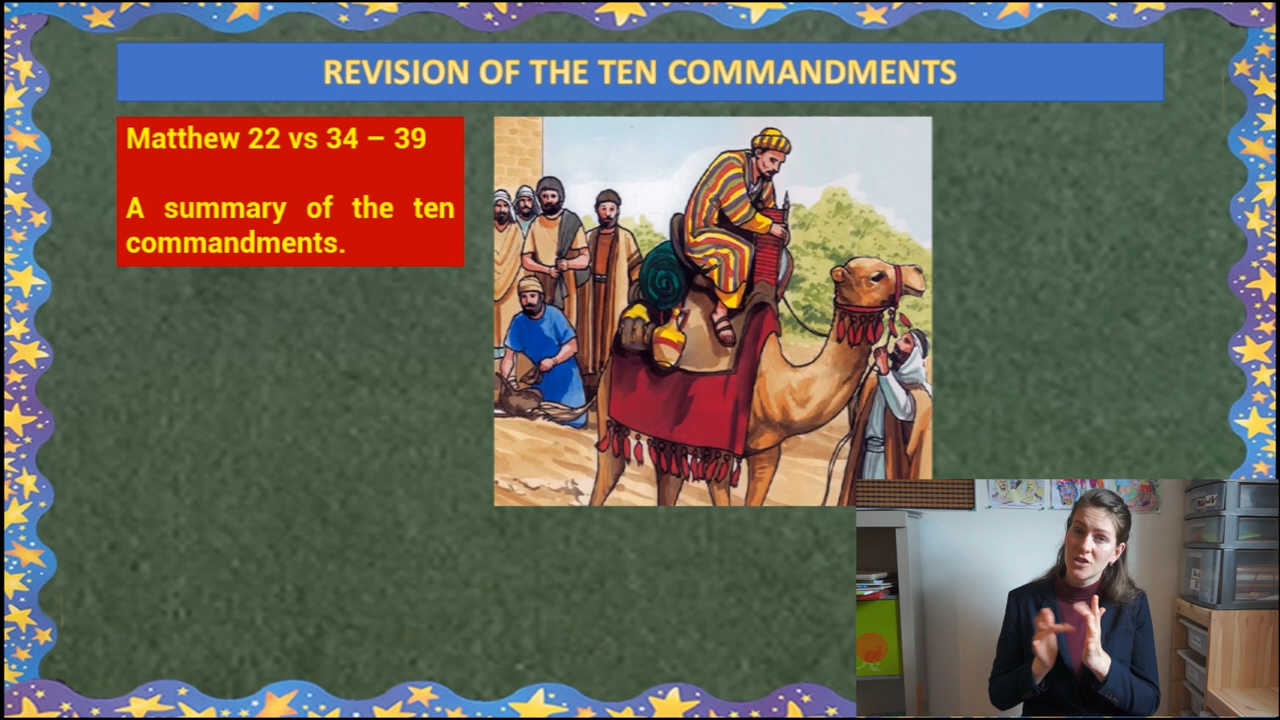 REVISION OF THE TEN COMMANDMENTS
Matthew 22 vs 34 – 39
A summary of the ten
commandments.